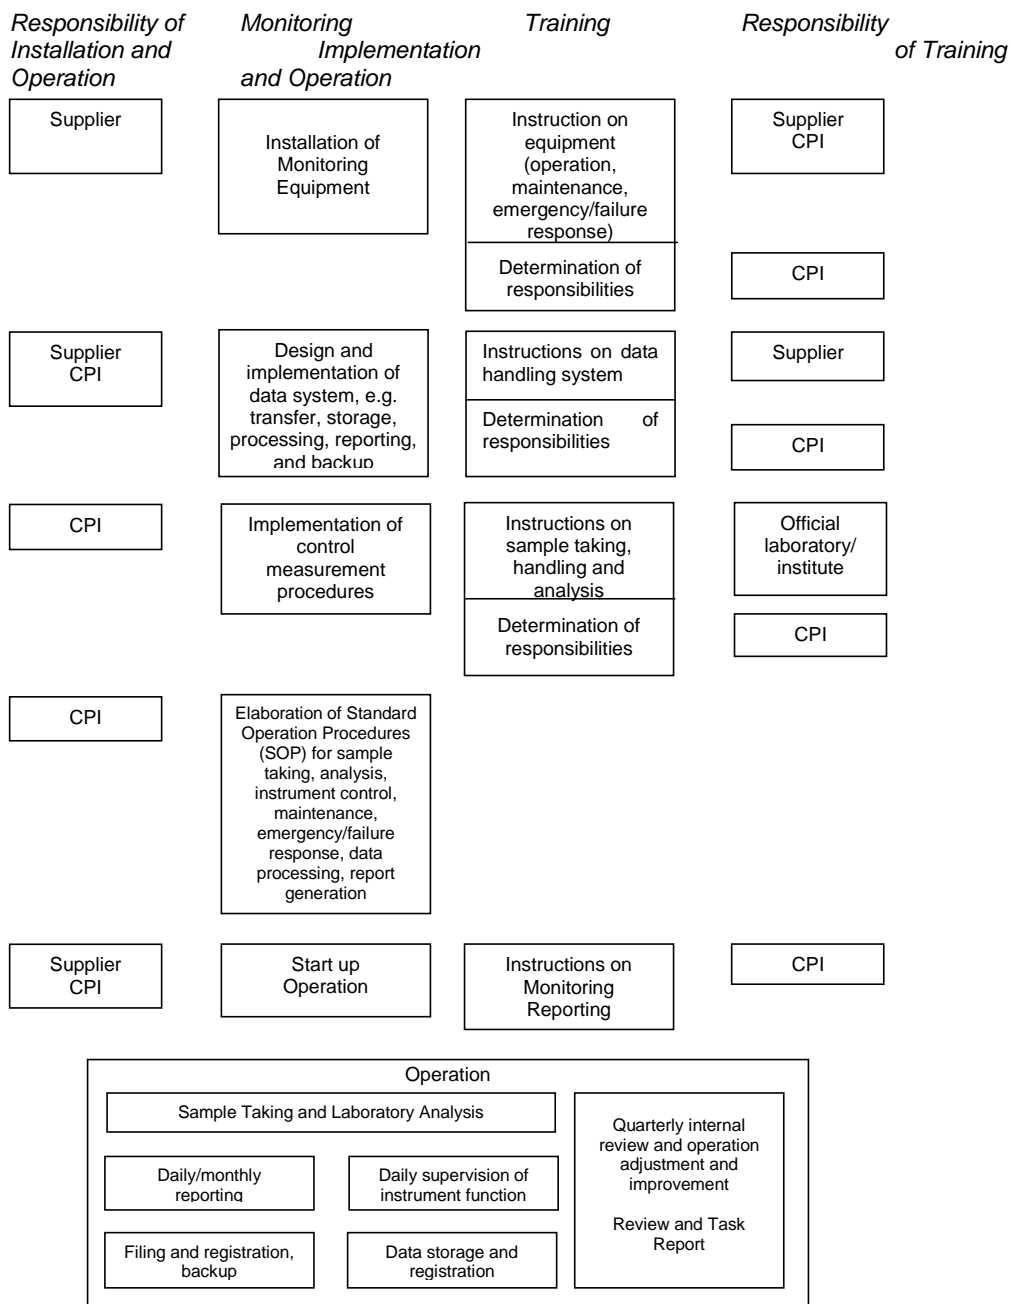 Responsibility of
Installation and
Operation
Monitoring
Implementation
and Operation
Training
Responsibility
of Training
Supplier
Installation of
Monitoring
Equipment
Instruction on
equipment
(operation,
maintenance,
emergency/failure
response)
Determination of
responsibilities
Supplier
CPI
CPI
Supplier
CPI
Design and
implementation of
data system, e.g.
transfer, storage,
processing, reporting,
and backup
Instructions on data
handling system
Determination of
responsibilities
Supplier
CPI
CPI
Implementation of
control
measurement
procedures
Instructions on
sample taking,
handling and
analysis
Determination of
responsibilities
Official
laboratory/
institute
CPI
CPI
Elaboration of Standard
Operation Procedures
(SOP) for sample
taking, analysis,
instrument control,
maintenance,
emergency/failure
response, data
processing, report
generation
Supplier
CPI
Start up
Operation
Instructions on
Monitoring
Reporting
CPI
Operation
Sample Taking and Laboratory Analysis
Daily/monthly
reporting
Daily supervision of
instrument function
Filing and registration,
backup
Data storage and
registration
Quarterly internal
review and operation
adjustment and
improvement
Review and Task
Report